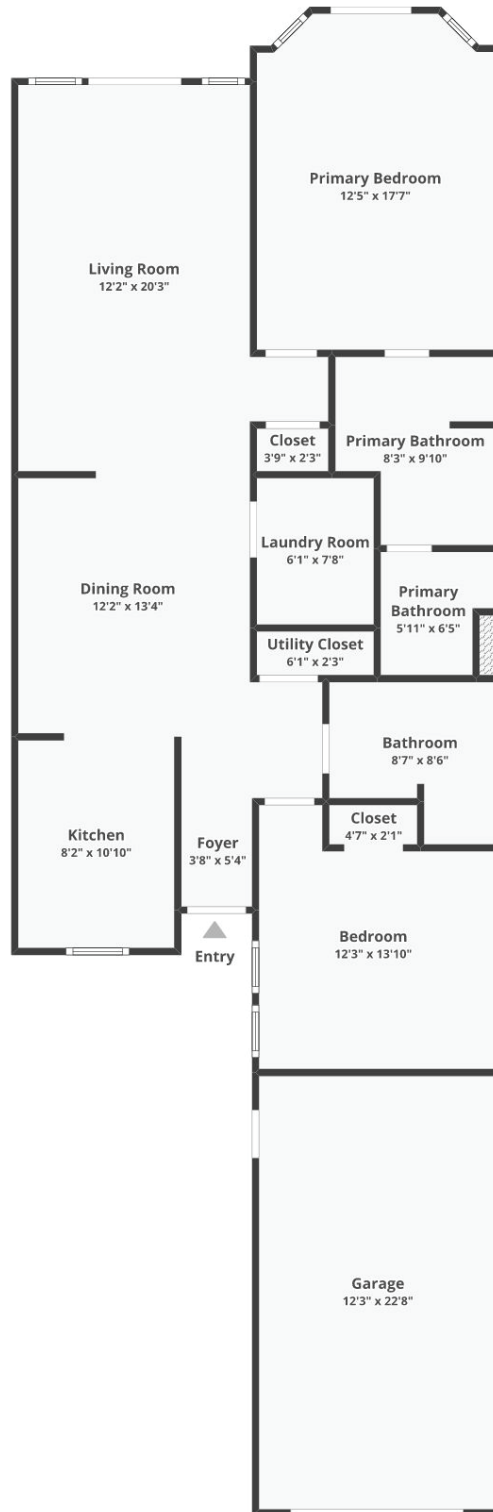 Primary Bedroom
12'5" x 17'7"
Living Room
12'2" x 20'3"
Closet
3'9" x 2'3"
Primary Bathroom
8'3" x 9'10"
Laundry Room
6'1" x 7'8"
Dining Room
12'2" x 13'4"
Primary
Bathroom
5'11" x 6'5"
Utility Closet
6'1" x 2'3"
Bathroom
8'7" x 8'6"
Kitchen
8'2" x 10'10"
Foyer
3'8" x 5'4"
Closet
4'7" x 2'1"
Entry
Bedroom
12'3" x 13'10"
Garage
12'3" x 22'8"